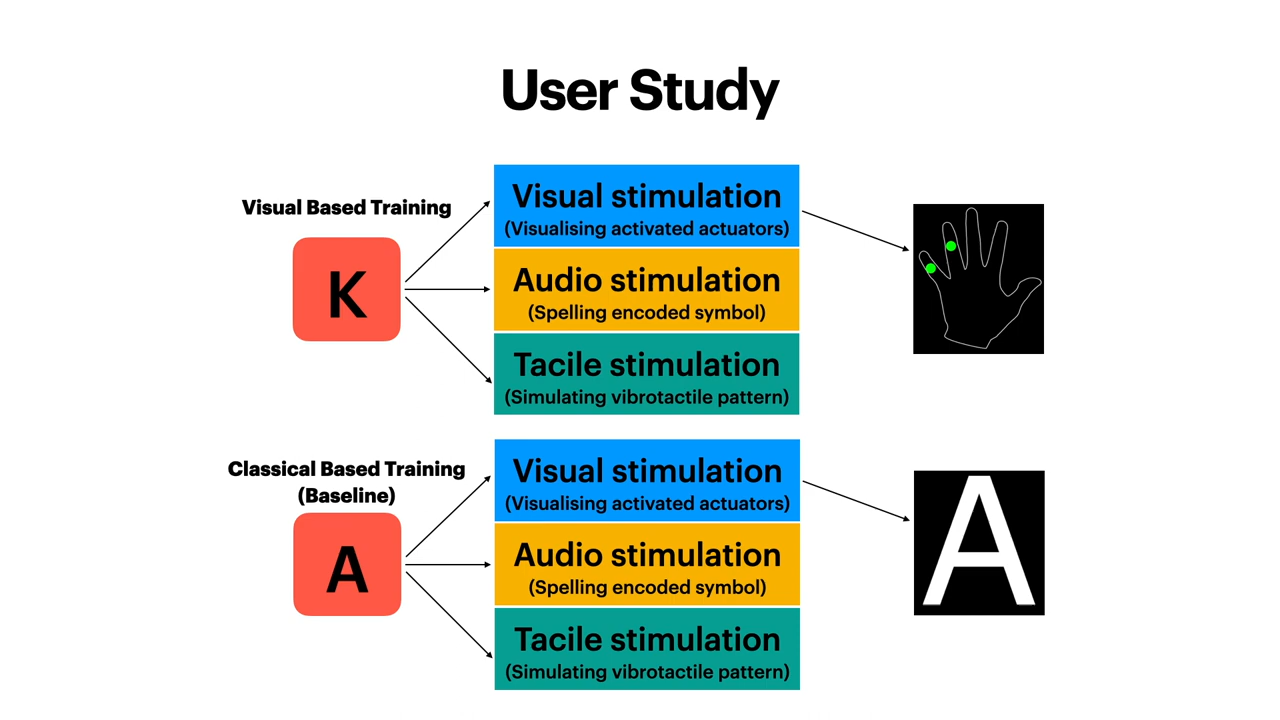 User Study
Visual Based Training
K
Visual stimulation
(Visualising activated actuators)
Audio stimulation
(Spelling encoded symbol)
Tacile stimulation
(Simulating vibrotactile pattern)
Classical Based Training
(Baseline)
A
Visual stimulation
(Visualising activated actuators)
Audio stimulation
(Spelling encoded symbol)
Tacile stimulation
(Simulating vibrotactile pattern)
A